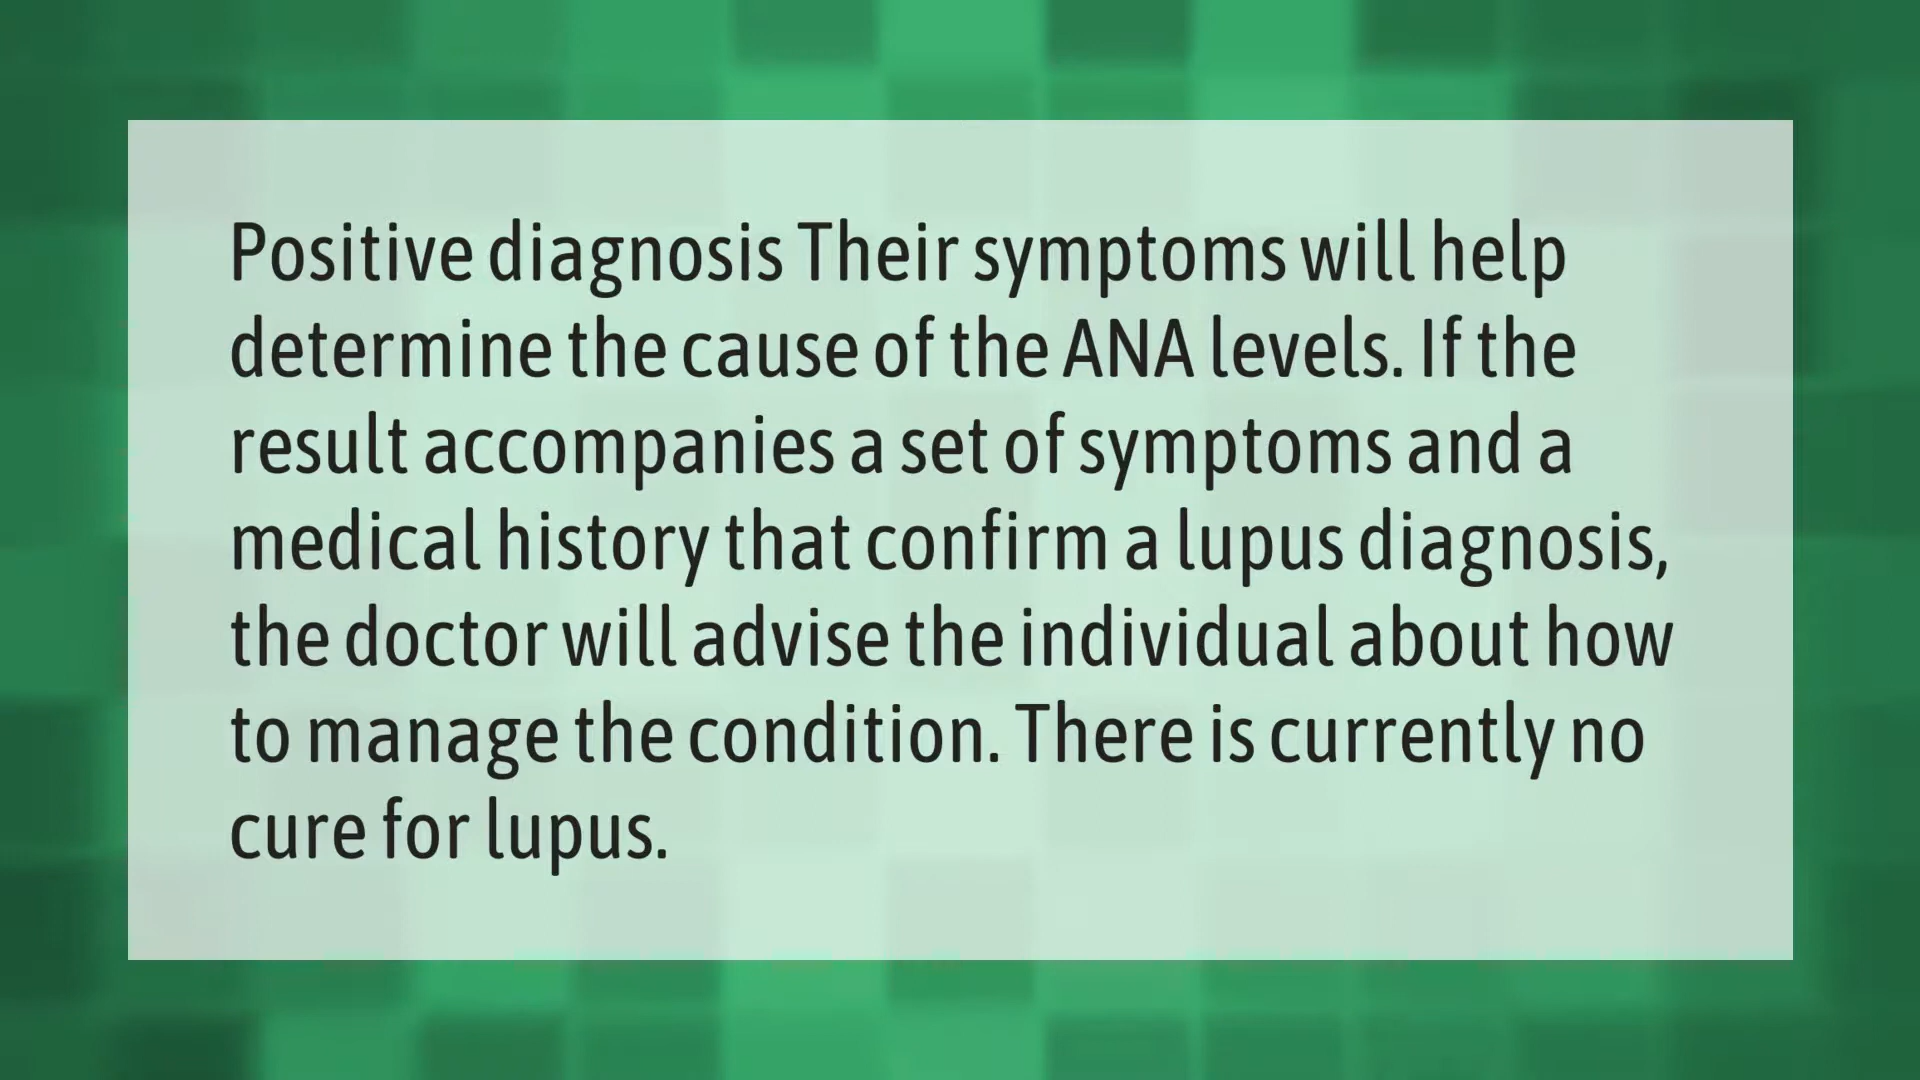 Positive diagnosis Their symptoms will help
determine the cause of the ANA levels. If the
result accompanies a set of symptoms and a
medical history that confirm a lupus diagnosis,
the doctor will advise the individual about how
to manage the condition. There is currently no
cure for lupus.